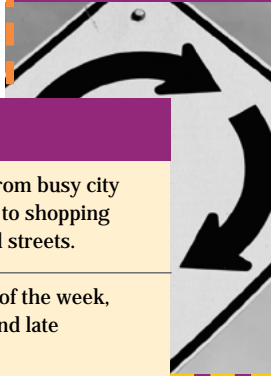 rom busy city
to shopping
streets.
of the week,
nd late